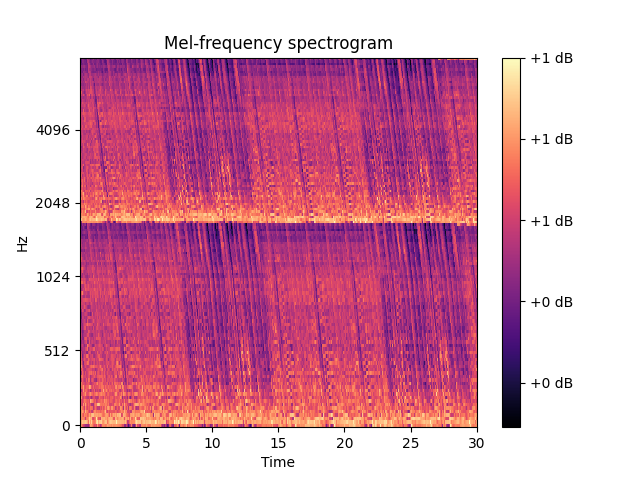 Mel-frequency spectrogram
Hz
4096
2048
1024
512
0
0 5 10 15 20 25 30
Time
+1 dB
+1 dB
+1 dB
+0 dB
+0 dB